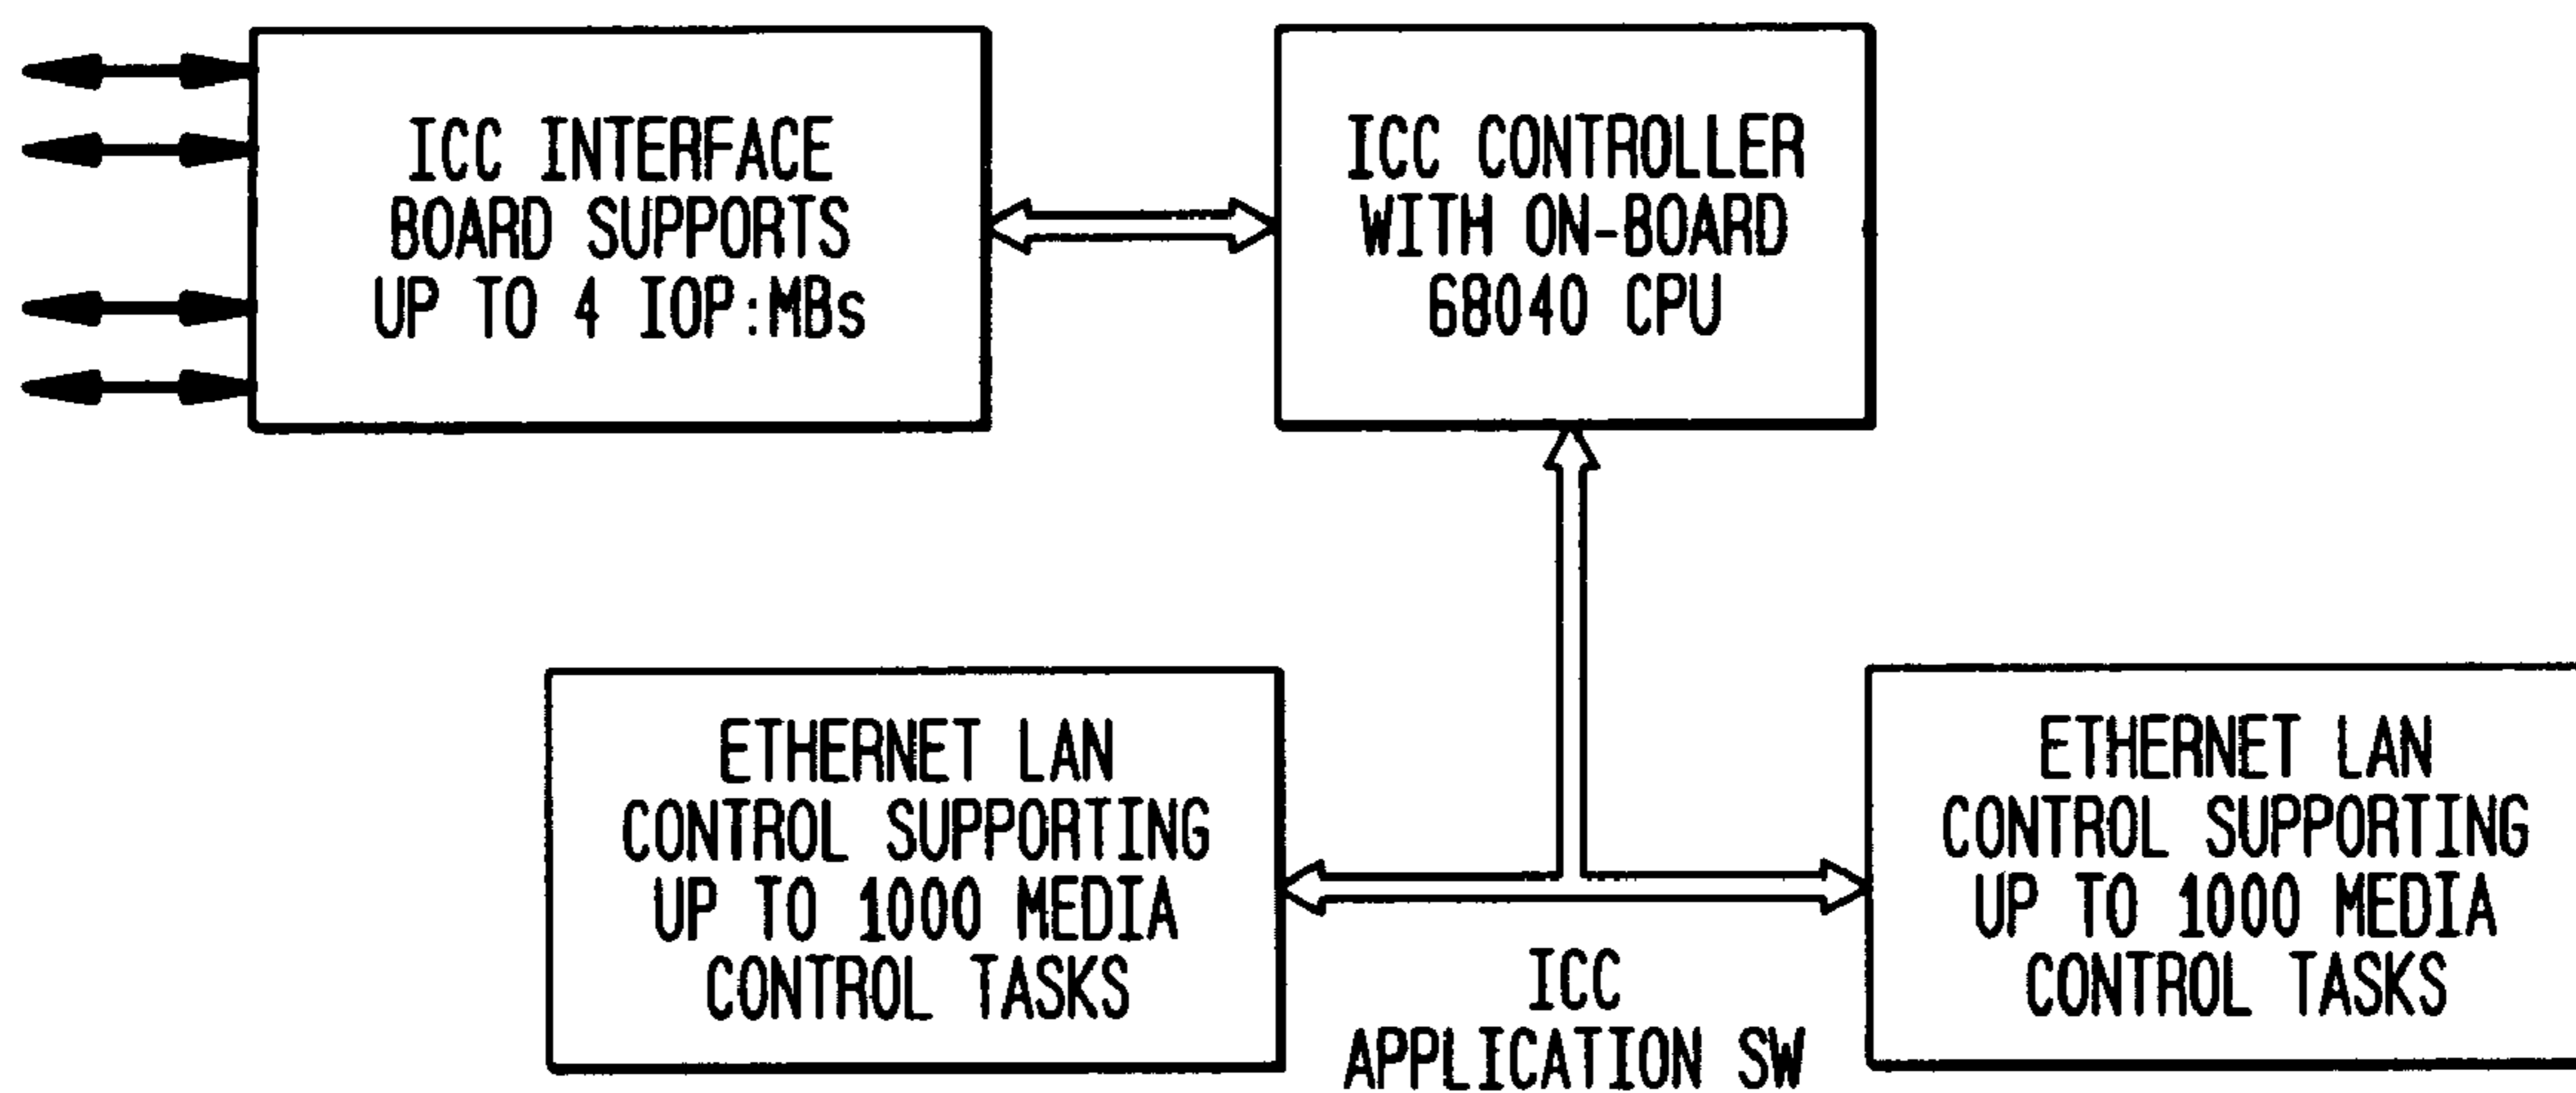 ICC INTERFACE
BOARD SUPPORTS
UP TO 4 IOP:MBs
ICC CONTROLLER
WITH ON-BOARD
68040 CPU
ETHERNET LAN
CONTROL SUPPORTING
UP TO 1000 MEDIA
CONTROL TASKS
ICC
APPLICATION SW
ETHERNET LAN
CONTROL SUPPORTING
UP TO 1000 MEDIA
CONTROL TASKS